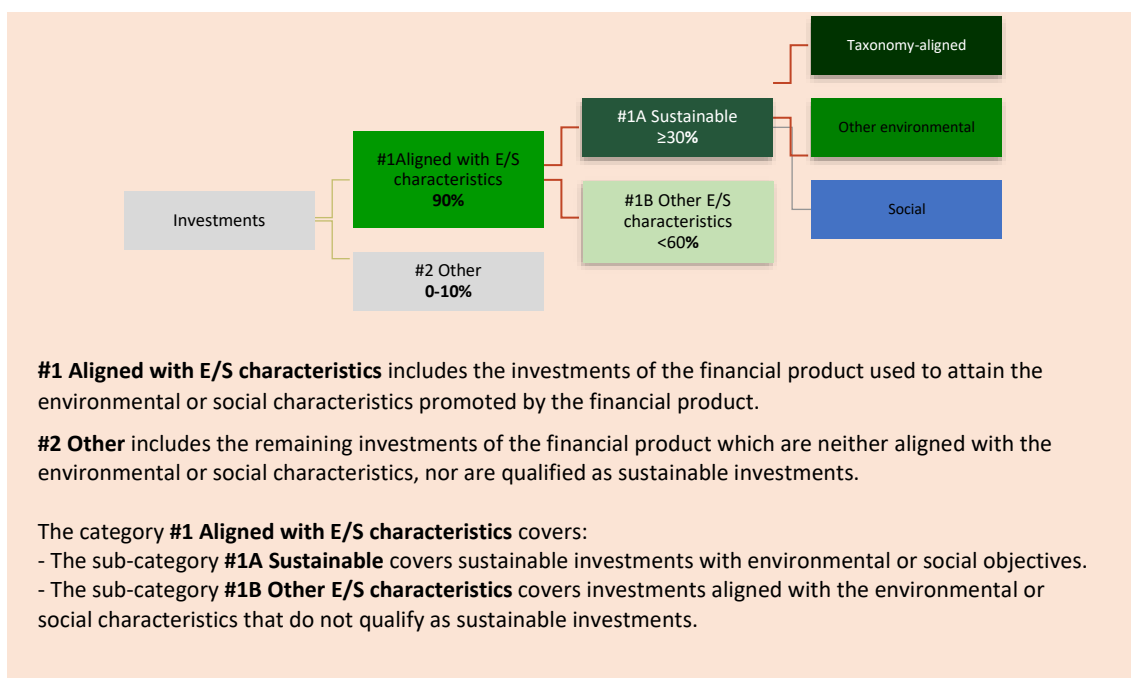 Taxonomy-aligned
#1A Sustainable
≥30%
Other environmental
#1Aligned with E/S
characteristics
90%
#1B Other E/S
characteristics
<60%
Social
Investments
#2 Other
0-10%
#1 Aligned with E/S characteristics includes the investments of the financial product used to attain the
environmental or social characteristics promoted by the financial product.
#2 Other includes the remaining investments of the financial product which are neither aligned with the
environmental or social characteristics, nor are qualified as sustainable investments.
The category #1 Aligned with E/S characteristics covers:
- The sub-category #1A Sustainable covers sustainable investments with environmental or social objectives.
- The sub-category #1B Other E/S characteristics covers investments aligned with the environmental or
social characteristics that do not qualify as sustainable investments.